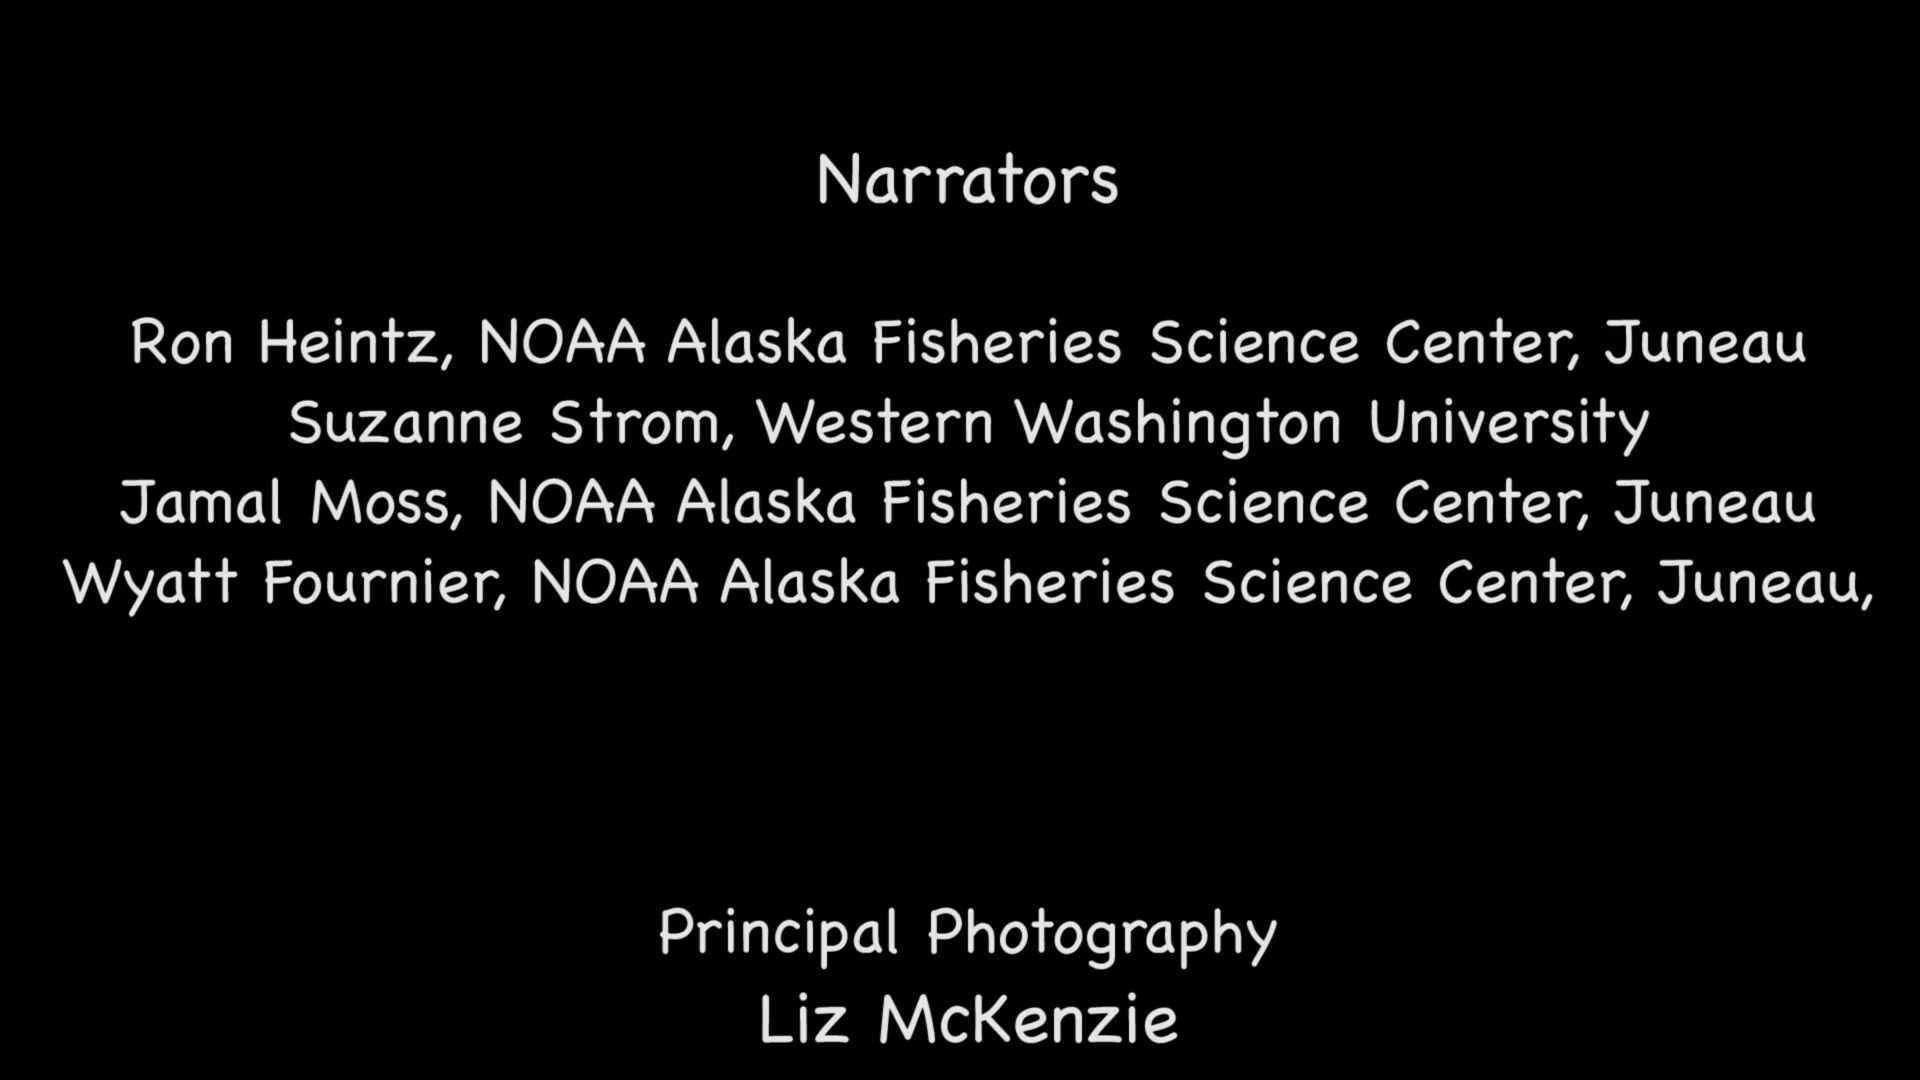 Narrators
Ron Heintz, NOAA Alaska Fisheries Science Center, Juneau
Suzanne Strom, Western Washington University
Jamal Moss, NOAA Alaska Fisheries Science Center, Juneau
Wyatt Fournier, NOAA Alaska Fisheries Science Center, Juneau,
Principal Photography
Liz McKenzie